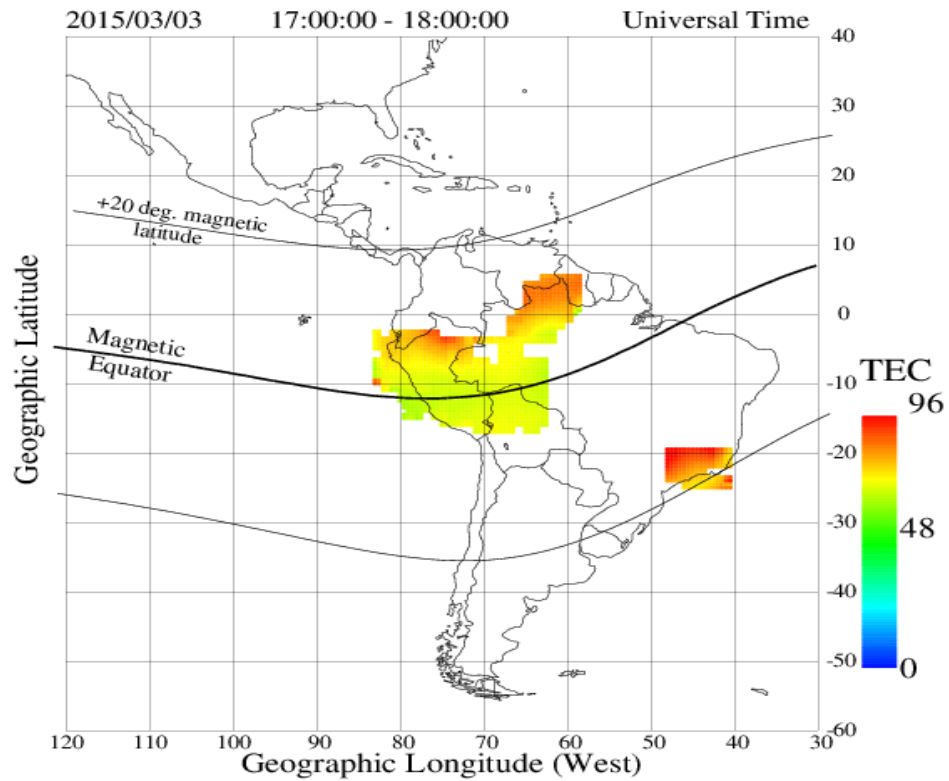 2015/03/03 17:00:00 - 18:00:00 Universal Time
40
30
20
10
0
-10
-20
-30
-40
-50
-60
+20 deg. magnetic
latitude
Magnetic
Equator
Geographic Latitude
TEC
96
48
0
120 110 100 90 80 70 60 50 40 30
Geographic Longitude (West)